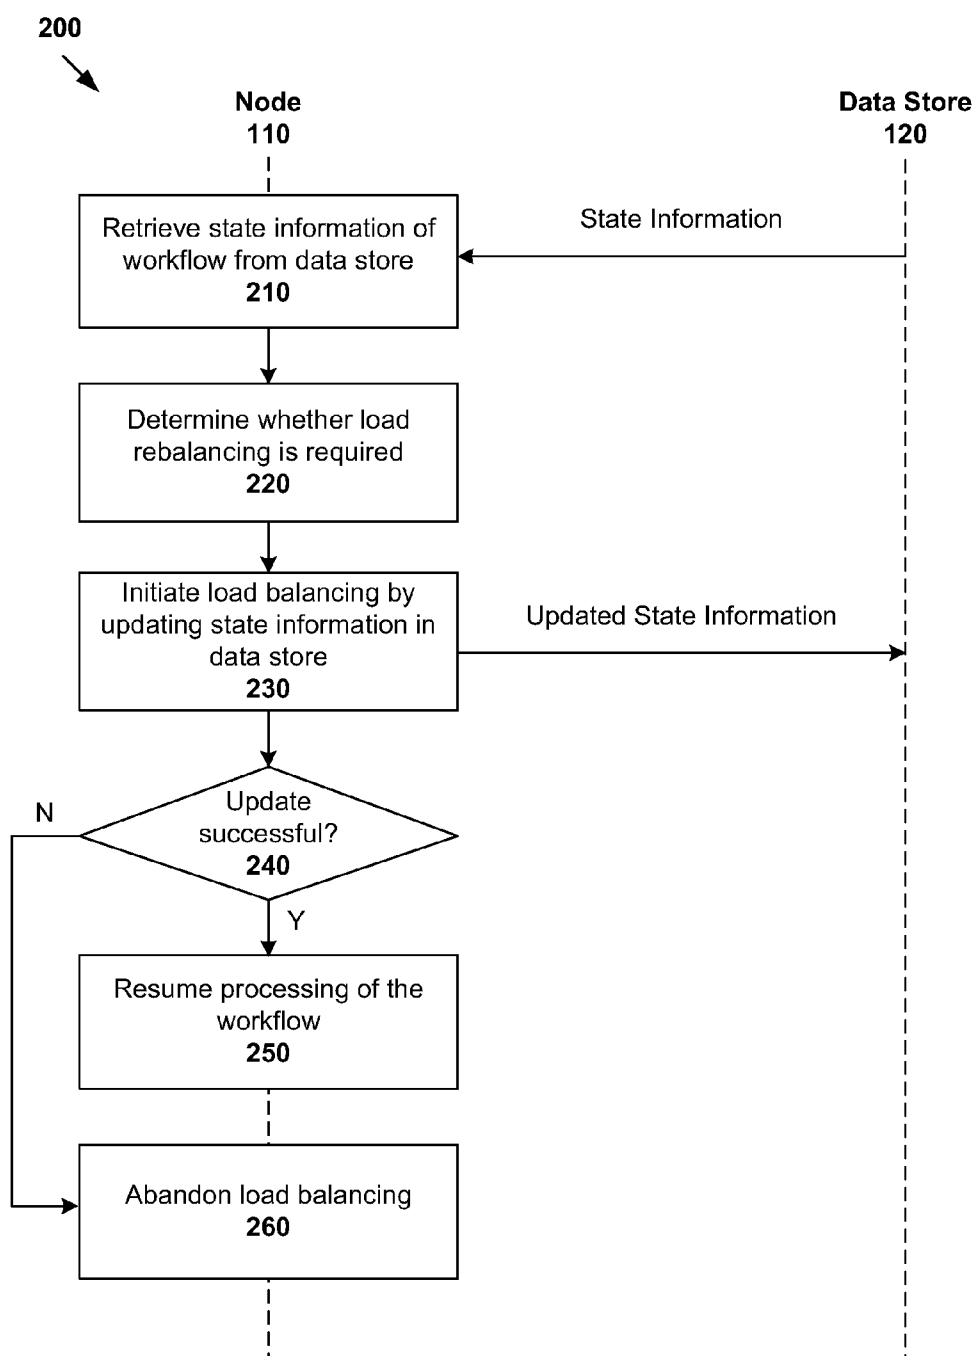 200
Node
110
Data Store
120
Retrieve state information of
workflow from data store
210
State Information
Determine whether load
rebalancing is required
220
Initiate load balancing by
updating state information in
data store
230
Updated State Information
Update
successful?
240
N
Y
Resume processing of the
workflow
250
Abandon load balancing
260